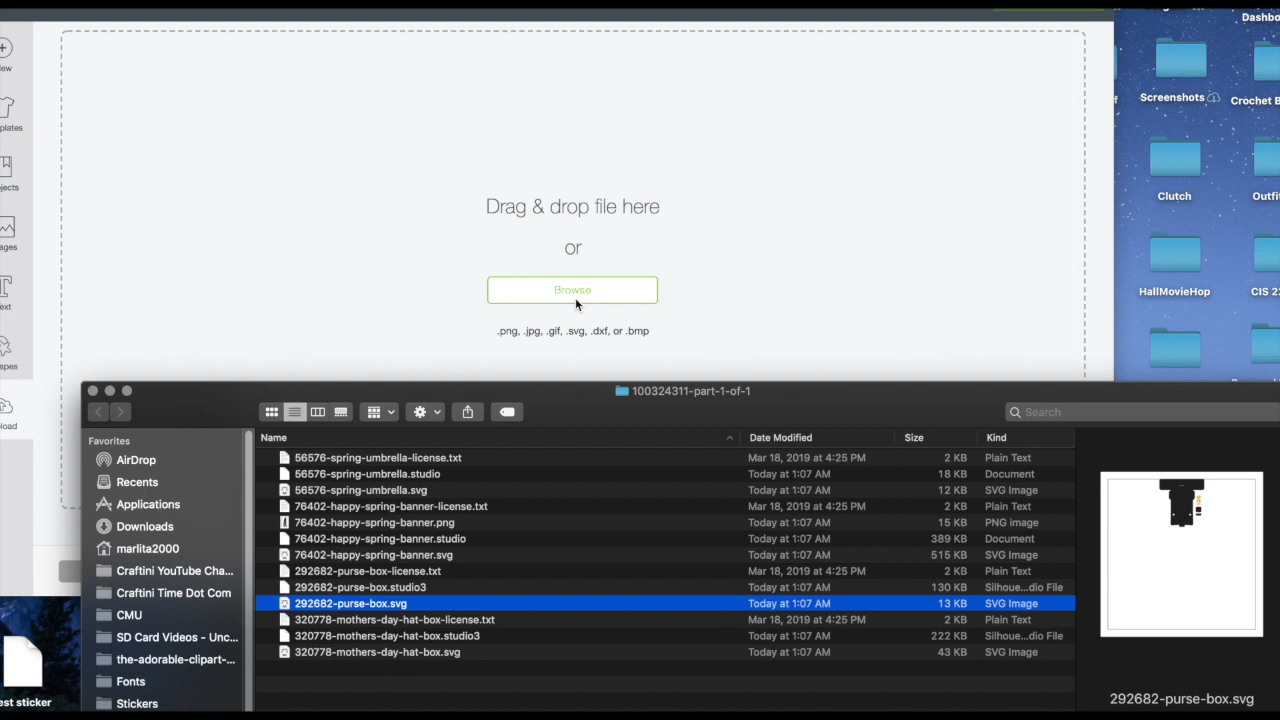 Dashbo
Screenshots
Crochet B
Clutch
Outfi
HallMovieHop
CIS 2
Drag & drop file here
or
Browse
.png, .jpg, .gif, .svg, .dxf, or .bmp
ew
plates
jects
ages
ext
apes
load
100324311-part-1-of-1
Search
Favorites
AirDrop
Recents
Applications
Downloads
marlita2000
Craftini YouTube Cha...
Craftini Time Dot Com
CMU
SD Card Videos - Unc...
the-adorable-clipart-...
Fonts
Stickers
Name Date Modified Size Kind
56576-spring-umbrella-license.txt Mar 18, 2019 at 4:25 PM 2 KB Plain Text
56576-spring-umbrella.studio Today at 1:07 AM 18 KB Document
56576-spring-umbrella.svg Today at 1:07 AM 12 KB SVG Image
76402-happy-spring-banner-license.txt Mar 18, 2019 at 4:25 PM 2 KB Plain Text
76402-happy-spring-banner.png Today at 1:07 AM 15 KB PNG image
76402-happy-spring-banner.studio Today at 1:07 AM 389 KB Document
76402-happy-spring-banner.svg Today at 1:07 AM 515 KB SVG Image
292682-purse-box-license.txt Mar 18, 2019 at 4:25 PM 2 KB Plain Text
292682-purse-box.studio3 Today at 1:07 AM 130 KB Silhoue...dio File
292682-purse-box.svg Today at 1:07 AM 13 KB SVG Image
320778-mothers-day-hat-box-license.txt Mar 18, 2019 at 4:25 PM 2 KB Plain Text
320778-mothers-day-hat-box.studio3 Today at 1:07 AM 222 KB Silhoue...dio File
320778-mothers-day-hat-box.svg Today at 1:07 AM 43 KB SVG Image
292682-purse-box.svg
est sticker